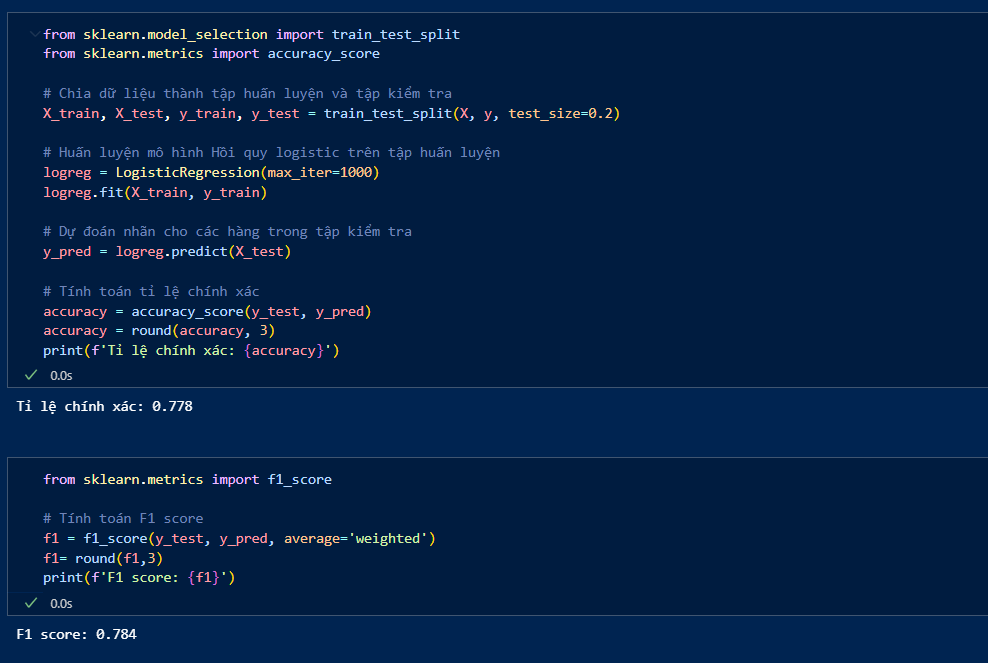 from sklearn.model_selection import train_test_split
from sklearn.metrics import accuracy_score
# Chia dữ liệu thành tập huấn luyện và tập kiểm tra
X_train, X_test, y_train, y_test = train_test_split(X, y, test_size=0.2)
# Huấn luyện mô hình Hồi quy logistic trên tập huấn luyện
logreg = LogisticRegression(max_iter=1000)
logreg.fit(X_train, y_train)
# Dự đoán nhãn cho các hàng trong tập kiểm tra
y_pred = logreg.predict(X_test)
# Tính toán tỉ lệ chính xác
accuracy = accuracy_score(y_test, y_pred)
accuracy = round(accuracy, 3)
print(f'Tỉ lệ chính xác: {accuracy}')
0.0s
Tỉ lệ chính xác: 0.778
from sklearn.metrics import f1_score
# Tính toán F1 score
f1 = f1_score(y_test, y_pred, average='weighted')
f1= round(f1,3)
print(f'F1 score: {f1}')
0.0s
F1 score: 0.784